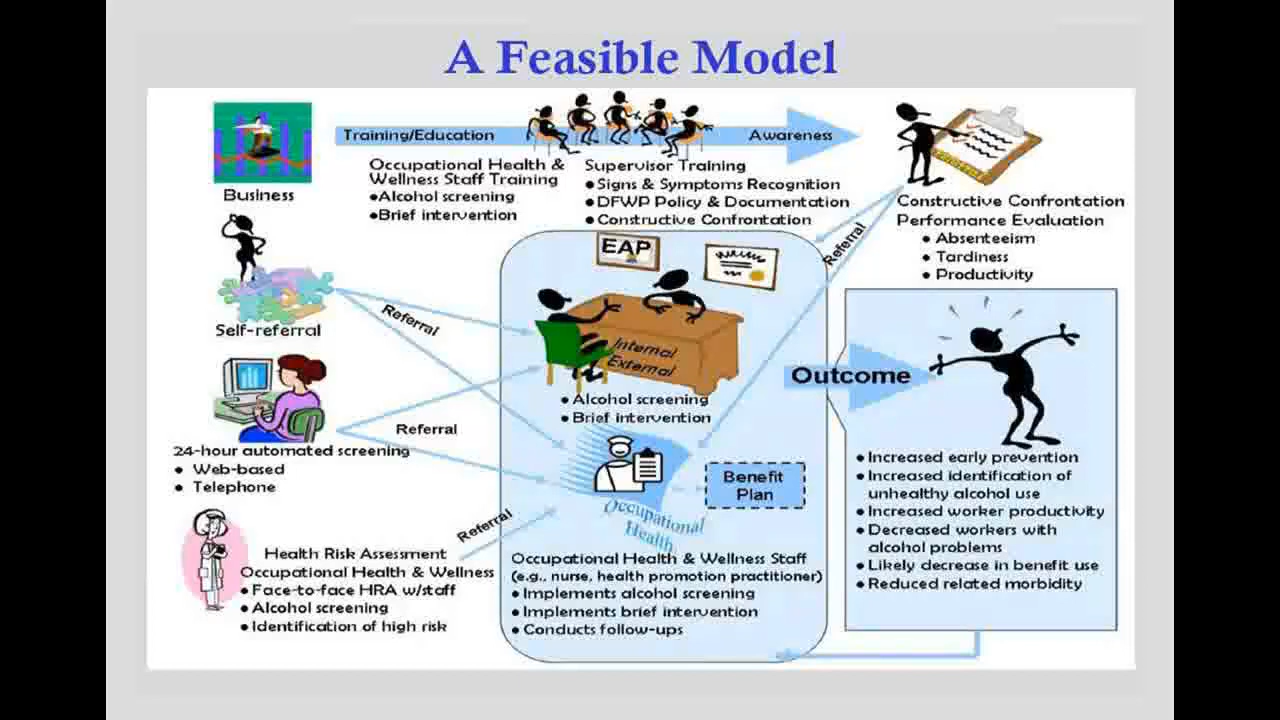 A Feasible Model
Training/Education
Awareness
Business
Occupational Health &
Wellness Staff Training
•Alcohol screening
•Brief intervention
Supervisor Training
• Signs & Symptoms Recognition
• DFWP Policy & Documentation
• Constructive Confrontation
Constructive Confrontation
Performance Evaluation
• Absenteeism
• Tardiness
• Productivity
Referral
Self-referral
Referral
EAP
Internal
External
• Alcohol screening
• Brief intervention
Outcome
24-hour automated screening
• Web-based
• Telephone
Referral
Benefit
Plan
Occupational
Health
Referral
Health Risk Assessment
Occupational Health & Wellness
• Face-to-face HRA w/staff
• Alcohol screening
• Identification of high risk
Occupational Health & Wellness Staff
(e.g., nurse, health promotion practitioner)
• Implements alcohol screening
• Implements brief intervention
• Conducts follow-ups
• Increased early prevention
• Increased identification of
unhealthy alcohol use
• Increased worker productivity
• Decreased workers with
alcohol problems
• Likely decrease in benefit use
• Reduced related morbidity